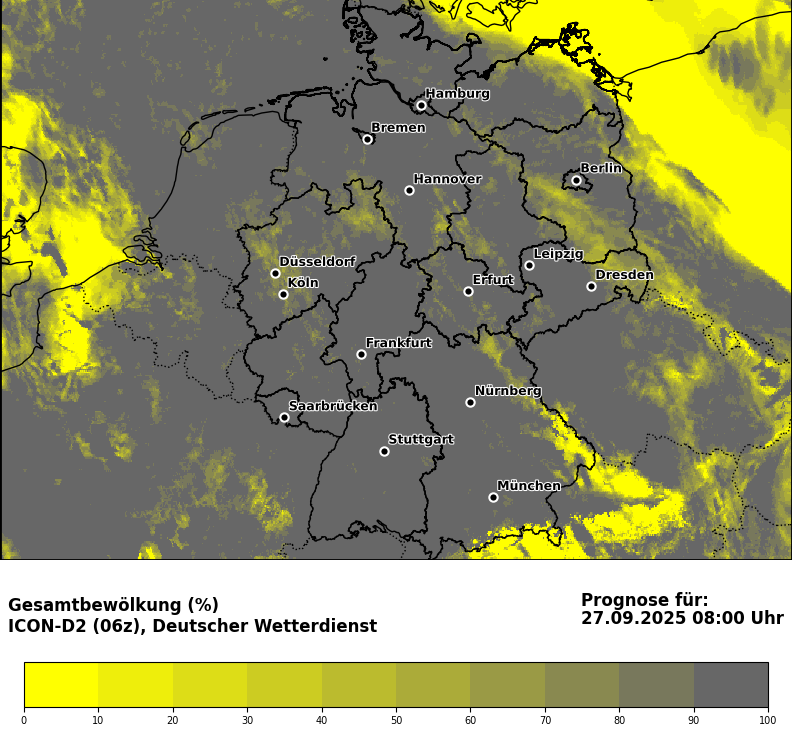 Hamburg
Bremen
Berlin
Hannover
Leipzig
Düsseldorf
Dresden
Köln
Erfurt
Frankfurt
Nürnberg
Saarbrücken
Stuttgart
München
Gesamtbewölkung (%)
ICON-D2 (06z), Deutscher Wetterdienst
Prognose für:
27.09.2025 08:00 Uhr
0 10 20 30 40 50 60 70 80 90 100